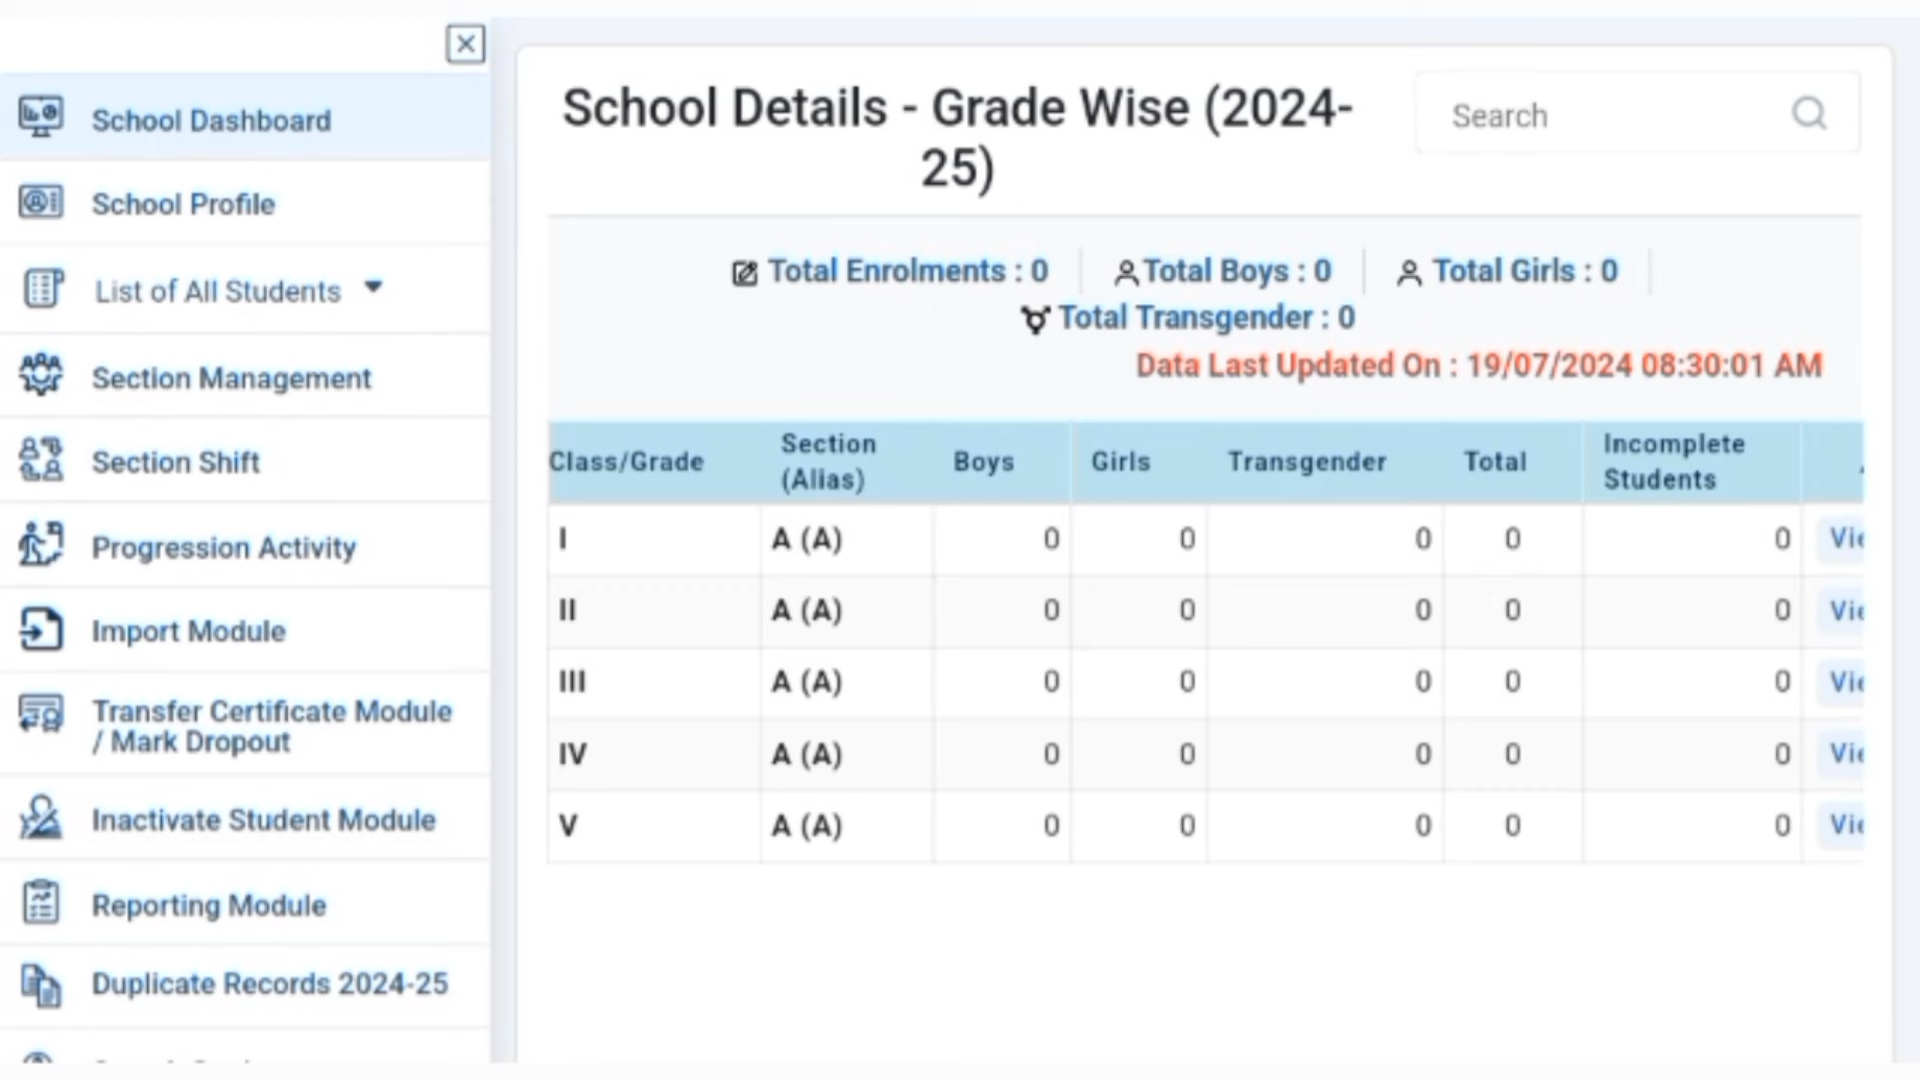 School Dashboard
School Profile
List of All Students
Section Management
Section Shift
Progression Activity
Import Module
Transfer Certificate Module
/ Mark Dropout
Inactivate Student Module
Reporting Module
Duplicate Records 2024-25
School Details - Grade Wise (2024-
25)
Search
Total Enrolments : 0 Total Boys : 0 Total Girls : 0
Total Transgender : 0
Data Last Updated On : 19/07/2024 08:30:01 AM
Class/Grade Section (Alias) Boys Girls Transgender Total Incomplete Students
I A (A) 0 0 0 0 0
II A (A) 0 0 0 0 0
III A (A) 0 0 0 0 0
IV A (A) 0 0 0 0 0
V A (A) 0 0 0 0 0